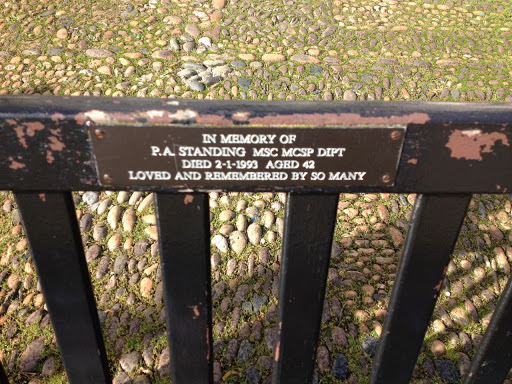 IN MEMORY OF
P.A. STANDING MSC MCSP DIPT
DIED 2-1-1993 AGED 42
LOVED AND REMEMBERED BY SO MANY